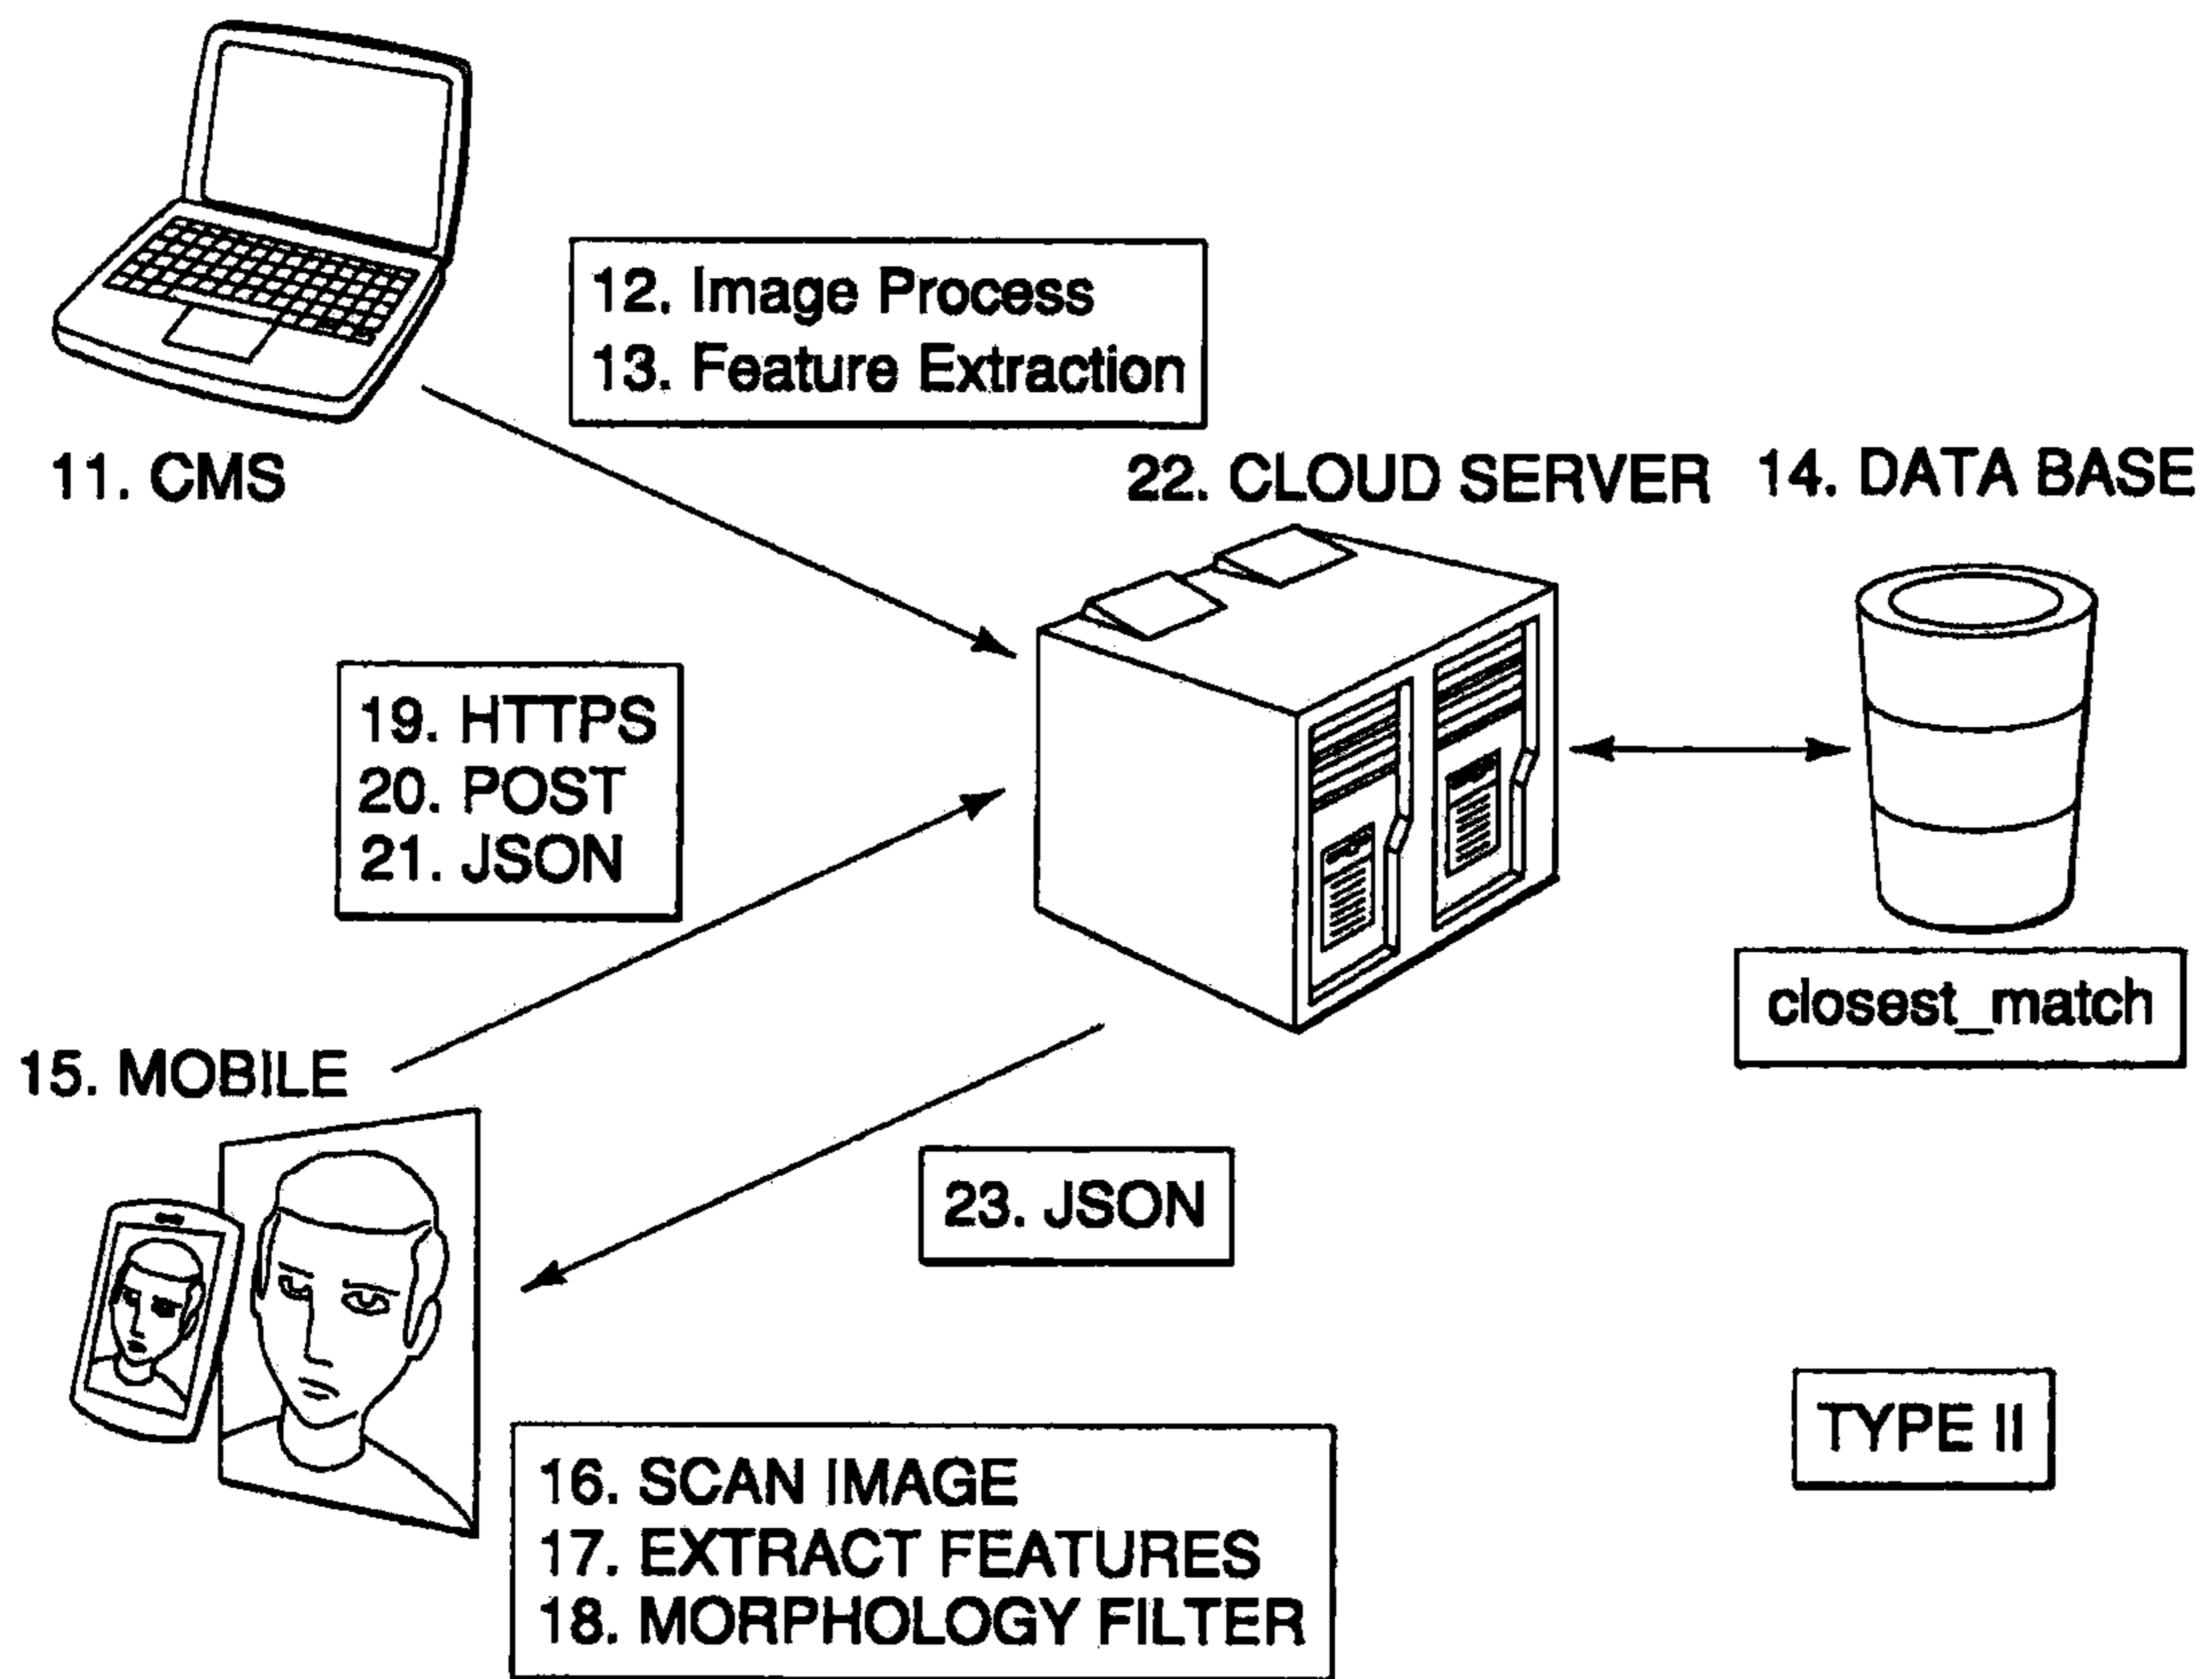 12. Image Process
13. Feature Extraction
11. CMS
22. CLOUD SERVER
14. DATA BASE
19. HTTPS
20. POST
21. JSON
closest_match
15. MOBILE
23. JSON
TYPE II
16. SCAN IMAGE
17. EXTRACT FEATURES
18. MORPHOLOGY FILTER